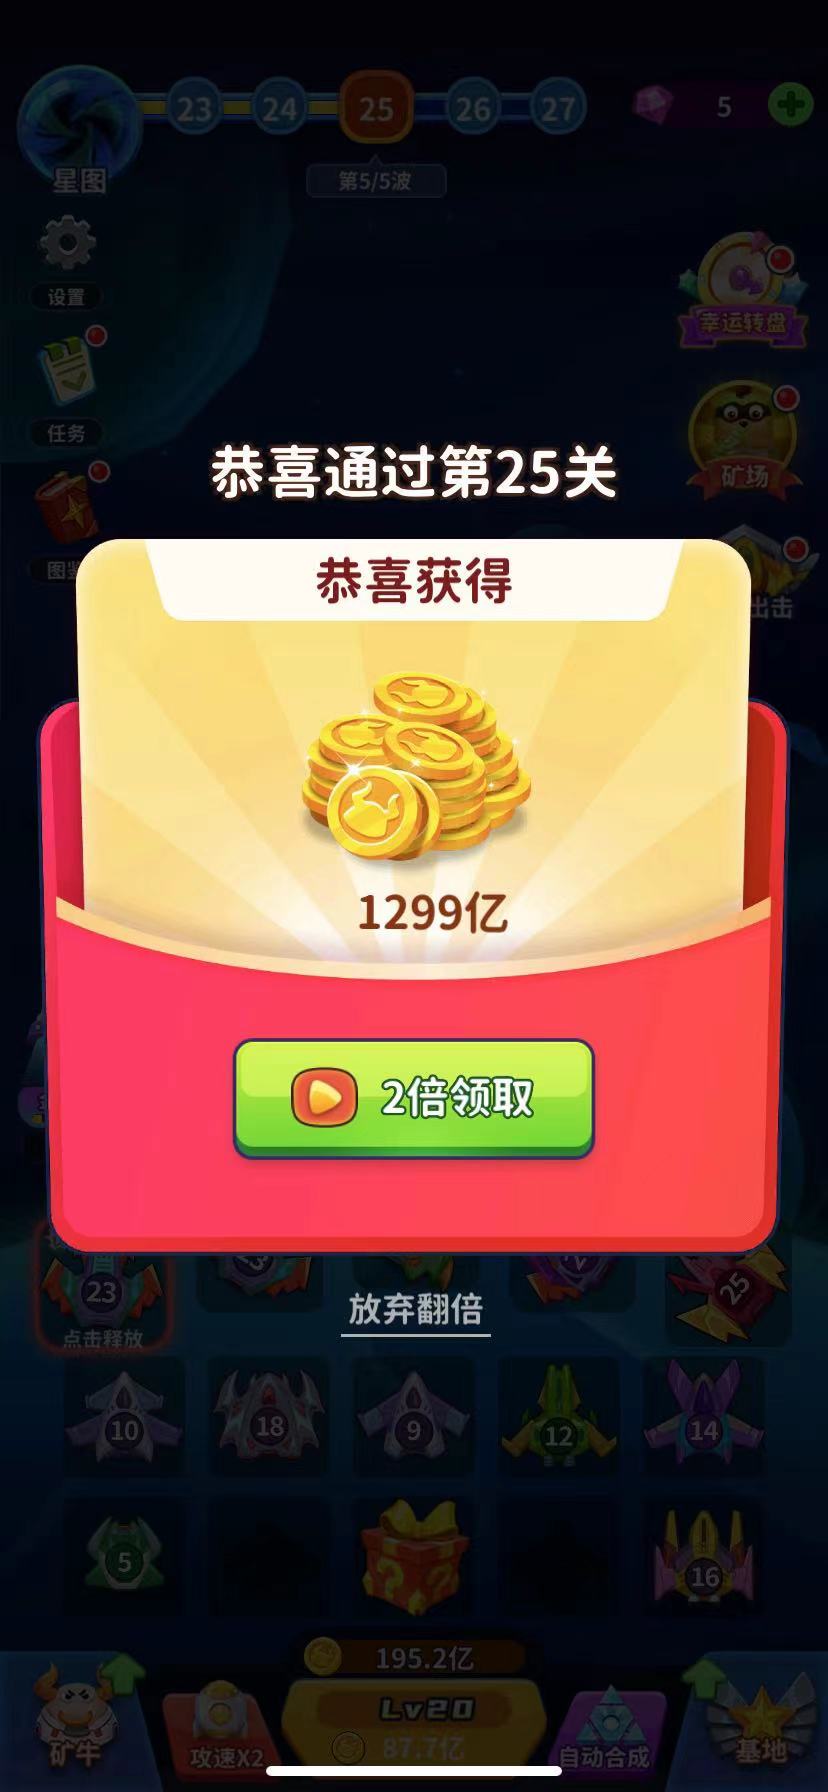 23
24
25
26
27
5
星图
第5/5波
设置
幸运转盘
任务
矿场
恭喜通过第25关
恭喜获得
出击
1299亿
2倍领取
23
25
点击释放
放弃翻倍
10
18
9
12
14
5
16
195.2亿
Lv20
87.7亿
矿牛
攻速X2
自动合成
基地